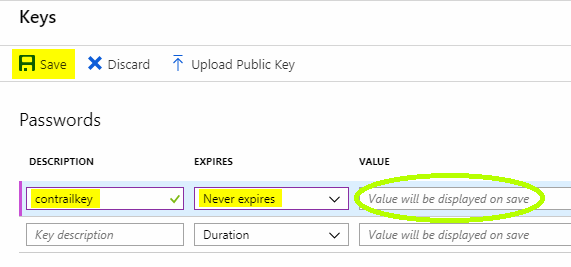 Keys
Save Discard Upload Public Key
Passwords
DESCRIPTION EXPIRES VALUE
contrailkey Never expires Value will be displayed on save
Key description Duration Value will be displayed on save